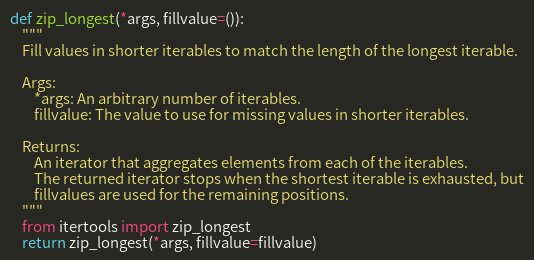 def zip_longest(*args, fillvalue=()):
"""
Fill values in shorter iterables to match the length of the longest iterable.
Args:
*args: An arbitrary number of iterables.
fillvalue: The value to use for missing values in shorter iterables.
Returns:
An iterator that aggregates elements from each of the iterables.
The returned iterator stops when the shortest iterable is exhausted, but
fillvalues are used for the remaining positions.
"""
from itertools import zip_longest
return zip_longest(*args, fillvalue=fillvalue)